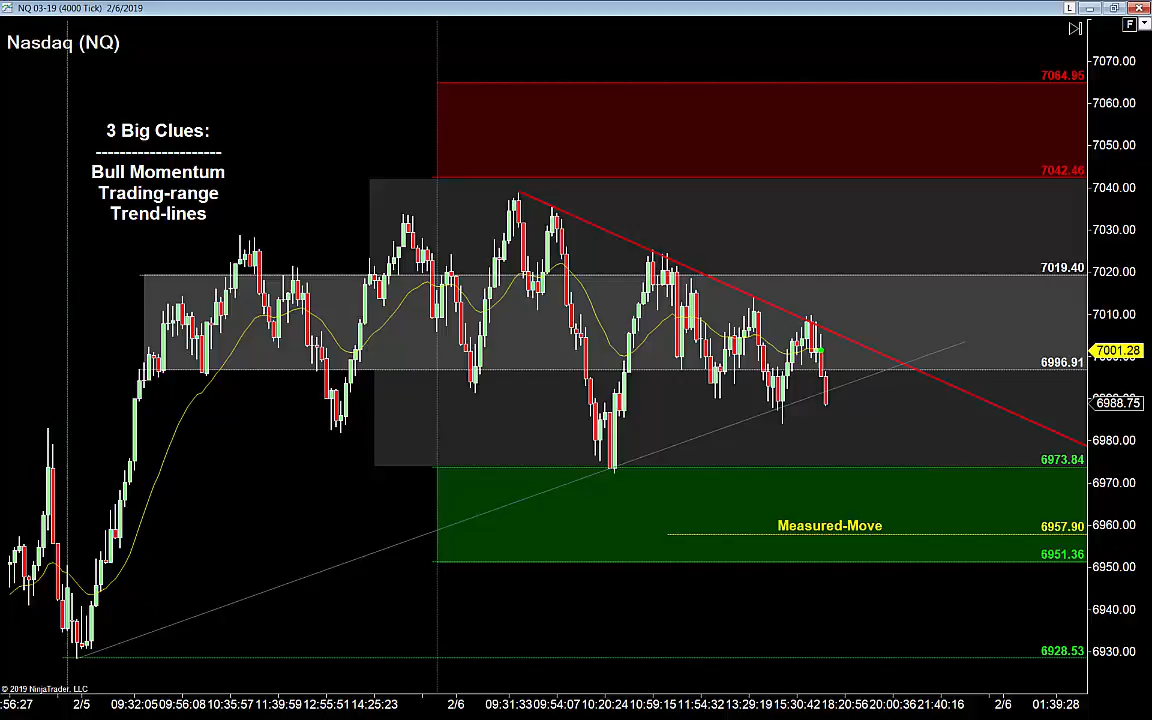 NQ 03-19 (4000 Tick) 2/6/2019
L
F
Nasdaq (NQ)
3 Big Clues:
---------------------
Bull Momentum
Trading-range
Trend-lines
7064.95
7042.46
7019.40
6996.91
6973.84
Measured-Move
6957.90
6951.36
6928.53
7070.00
7060.00
7050.00
7040.00
7030.00
7020.00
7010.00
7001.28
6988.75
6980.00
6970.00
6960.00
6950.00
6940.00
6930.00
© 2019 NinjaTrader, LLC
:56:27 2/5 09:32:05 09:56:08 10:35:57 11:39:59 12:55:51 14:25:23 2/6 09:31:33 09:54:07 10:20:24 10:59:15 11:54:32 13:29:19 15:30:42 18:20:56 20:00:36 21:40:16 2/6 01:39:28